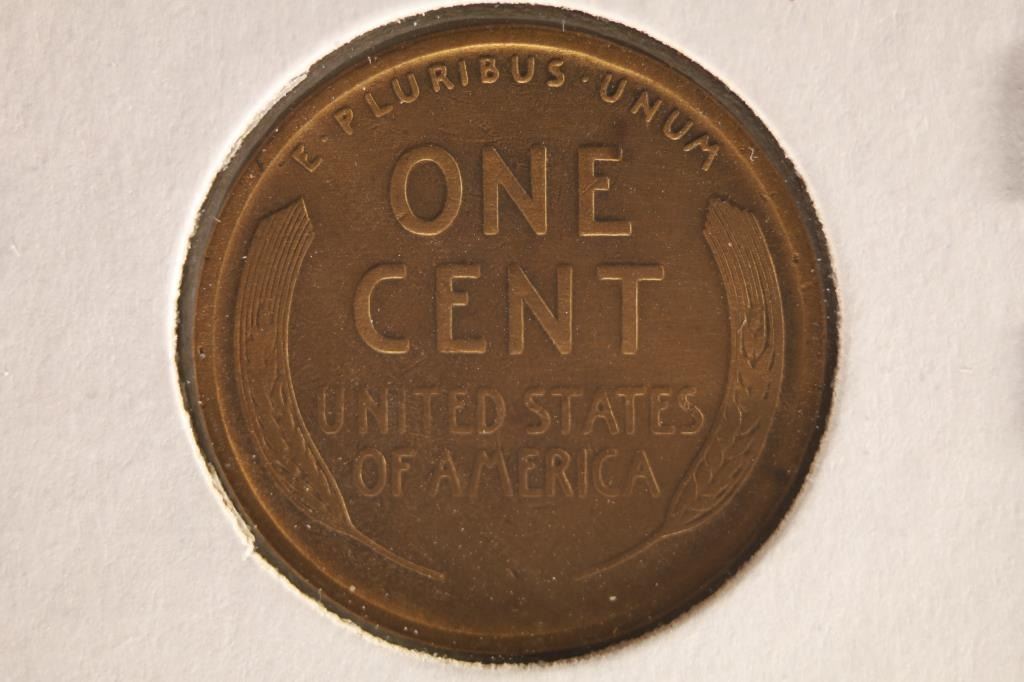 E · PLURIBUS · UNUM
ONE
CENT
UNITED STATES
OF AMERICA